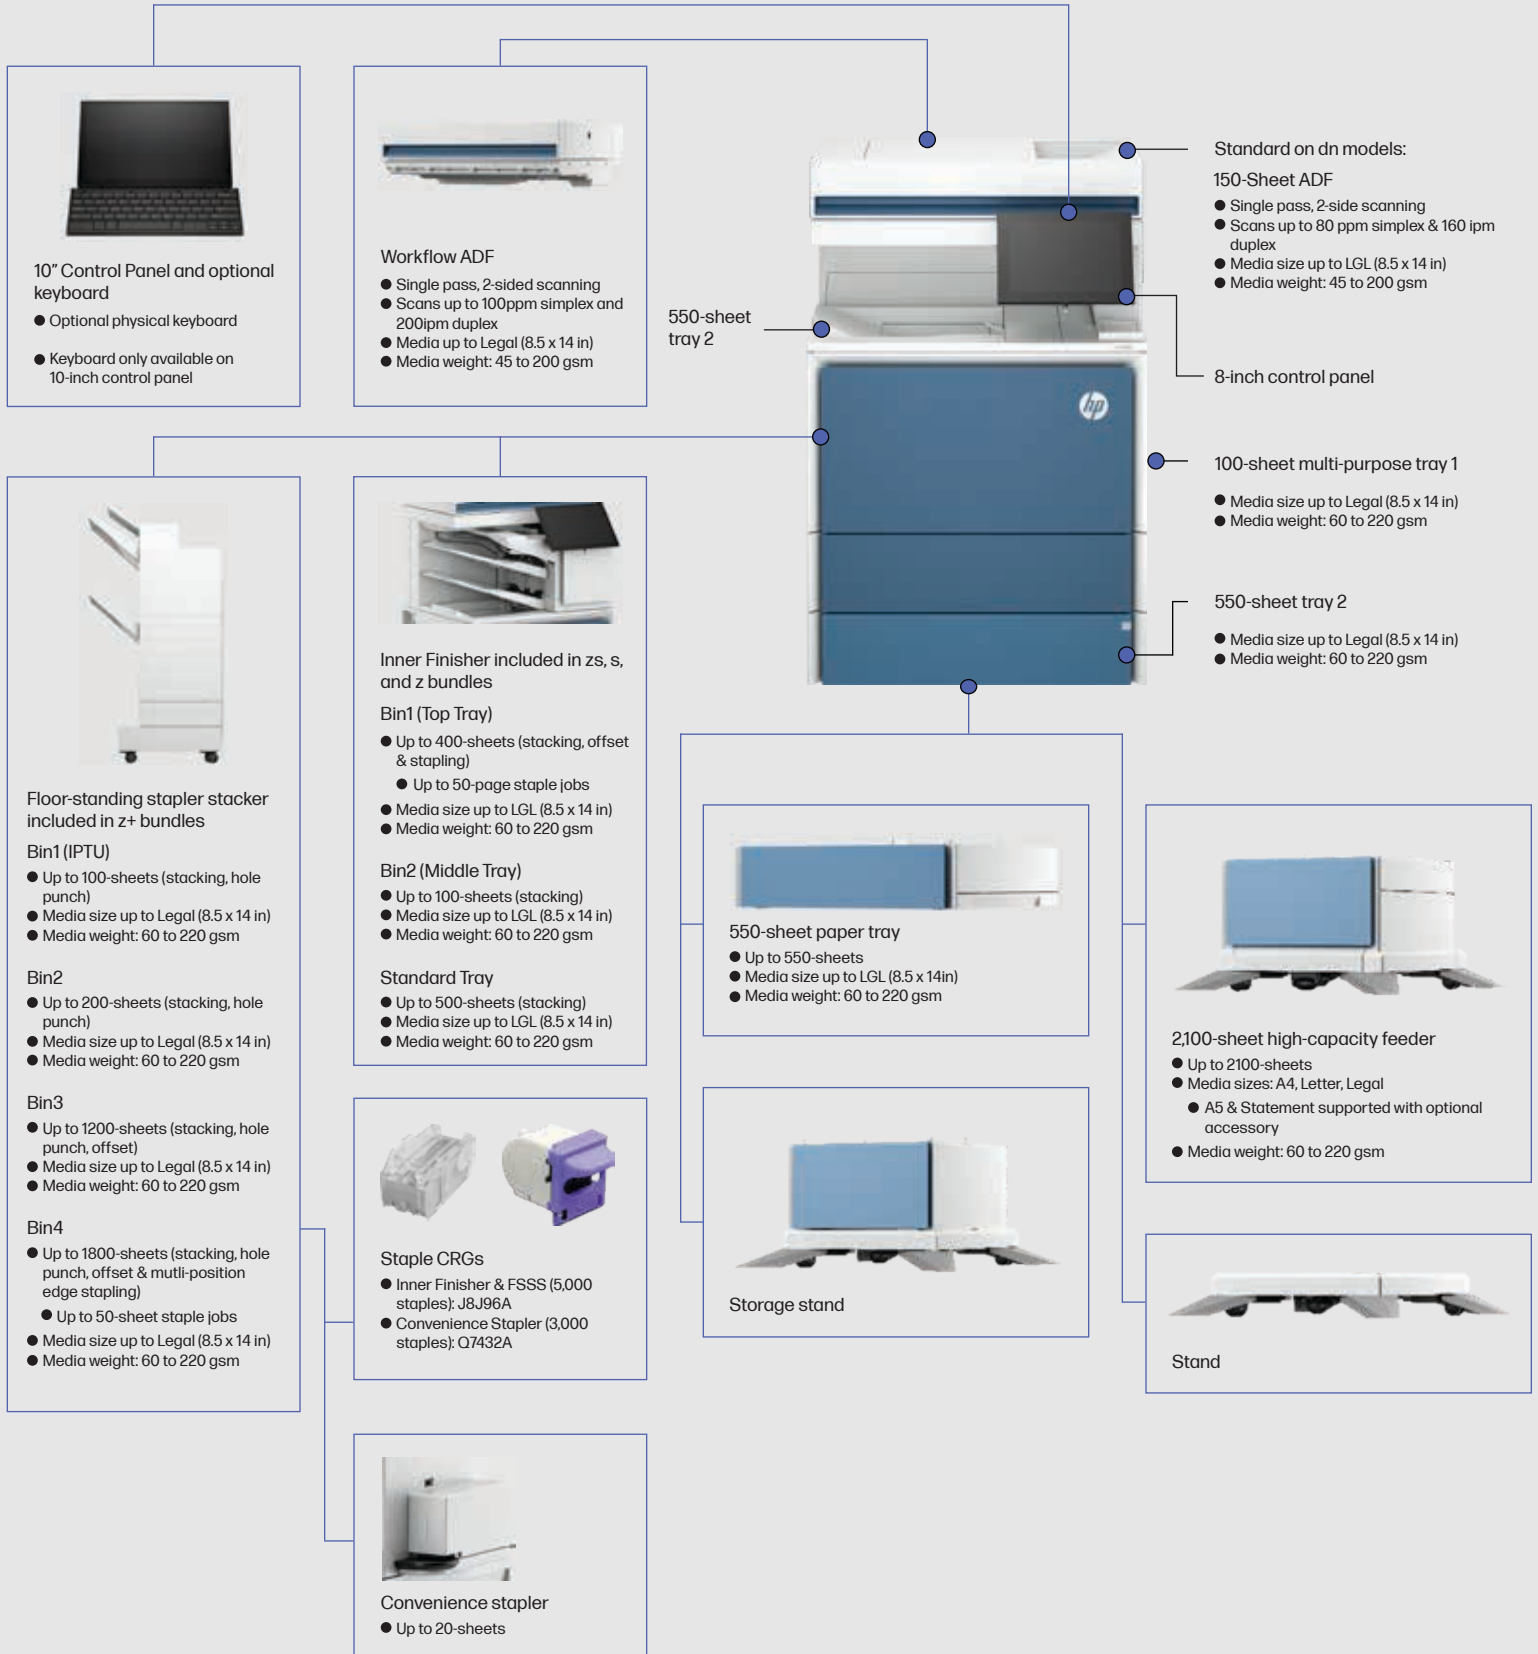 10" Control Panel and optional
keyboard
● Optional physical keyboard
● Keyboard only available on
10-inch control panel
Workflow ADF
● Single pass, 2-sided scanning
● Scans up to 100ppm simplex and
200ipm duplex
● Media up to Legal (8.5 x 14 in)
● Media weight: 45 to 200 gsm
550-sheet
tray 2
hp
Standard on dn models:
150-Sheet ADF
● Single pass, 2-side scanning
● Scans up to 80 ppm simplex & 160 ipm
duplex
● Media size up to LGL (8.5 x 14 in)
● Media weight: 45 to 200 gsm
8-inch control panel
100-sheet multi-purpose tray 1
● Media size up to Legal (8.5 x 14 in)
● Media weight: 60 to 220 gsm
550-sheet tray 2
● Media size up to Legal (8.5 x 14 in)
● Media weight: 60 to 220 gsm
Floor-standing stapler stacker
included in z+ bundles
Bin1 (IPTU)
● Up to 100-sheets (stacking, hole
punch)
● Media size up to Legal (8.5 x 14 in)
● Media weight: 60 to 220 gsm
Bin2
● Up to 200-sheets (stacking, hole
punch)
● Media size up to Legal (8.5 x 14 in)
● Media weight: 60 to 220 gsm
Bin3
● Up to 1200-sheets (stacking, hole
punch, offset)
● Media size up to Legal (8.5 x 14 in)
● Media weight: 60 to 220 gsm
Bin4
● Up to 1800-sheets (stacking, hole
punch, offset & mutli-position
edge stapling)
● Up to 50-sheet staple jobs
● Media size up to Legal (8.5 x 14 in)
● Media weight: 60 to 220 gsm
Inner Finisher included in zs, s,
and z bundles
Bin1 (Top Tray)
● Up to 400-sheets (stacking, offset
& stapling)
● Up to 50-page staple jobs
● Media size up to LGL (8.5 x 14 in)
● Media weight: 60 to 220 gsm
Bin2 (Middle Tray)
● Up to 100-sheets (stacking)
● Media size up to LGL (8.5 x 14 in)
● Media weight: 60 to 220 gsm
Standard Tray
● Up to 500-sheets (stacking)
● Media size up to LGL (8.5 x 14 in)
● Media weight: 60 to 220 gsm
Staple CRGs
● Inner Finisher & FSSS (5,000
staples): J8J96A
● Convenience Stapler (3,000
staples): Q7432A
Convenience stapler
● Up to 20-sheets
550-sheet paper tray
● Up to 550-sheets
● Media size up to LGL (8.5 x 14in)
● Media weight: 60 to 220 gsm
Storage stand
2,100-sheet high-capacity feeder
● Up to 2100-sheets
● Media sizes: A4, Letter, Legal
● A5 & Statement supported with optional
accessory
● Media weight: 60 to 220 gsm
Stand